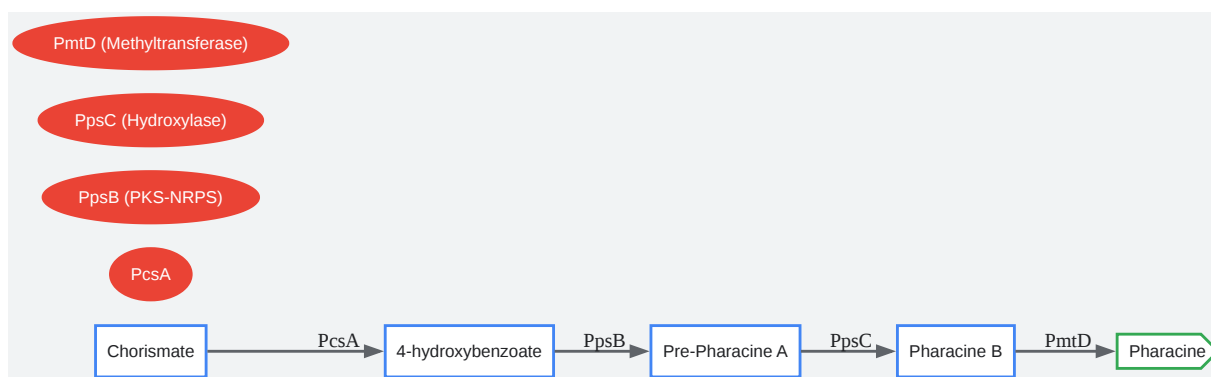 PmtD (Methyltransferase)
PpsC (Hydroxylase)
PpsB (PKS-NRPS)
PcsA
Chorismate
PcsA
4-hydroxybenzoate
PpsB
Pre-Pharacine A
PpsC
Pharacine B
PmtD
Pharacine